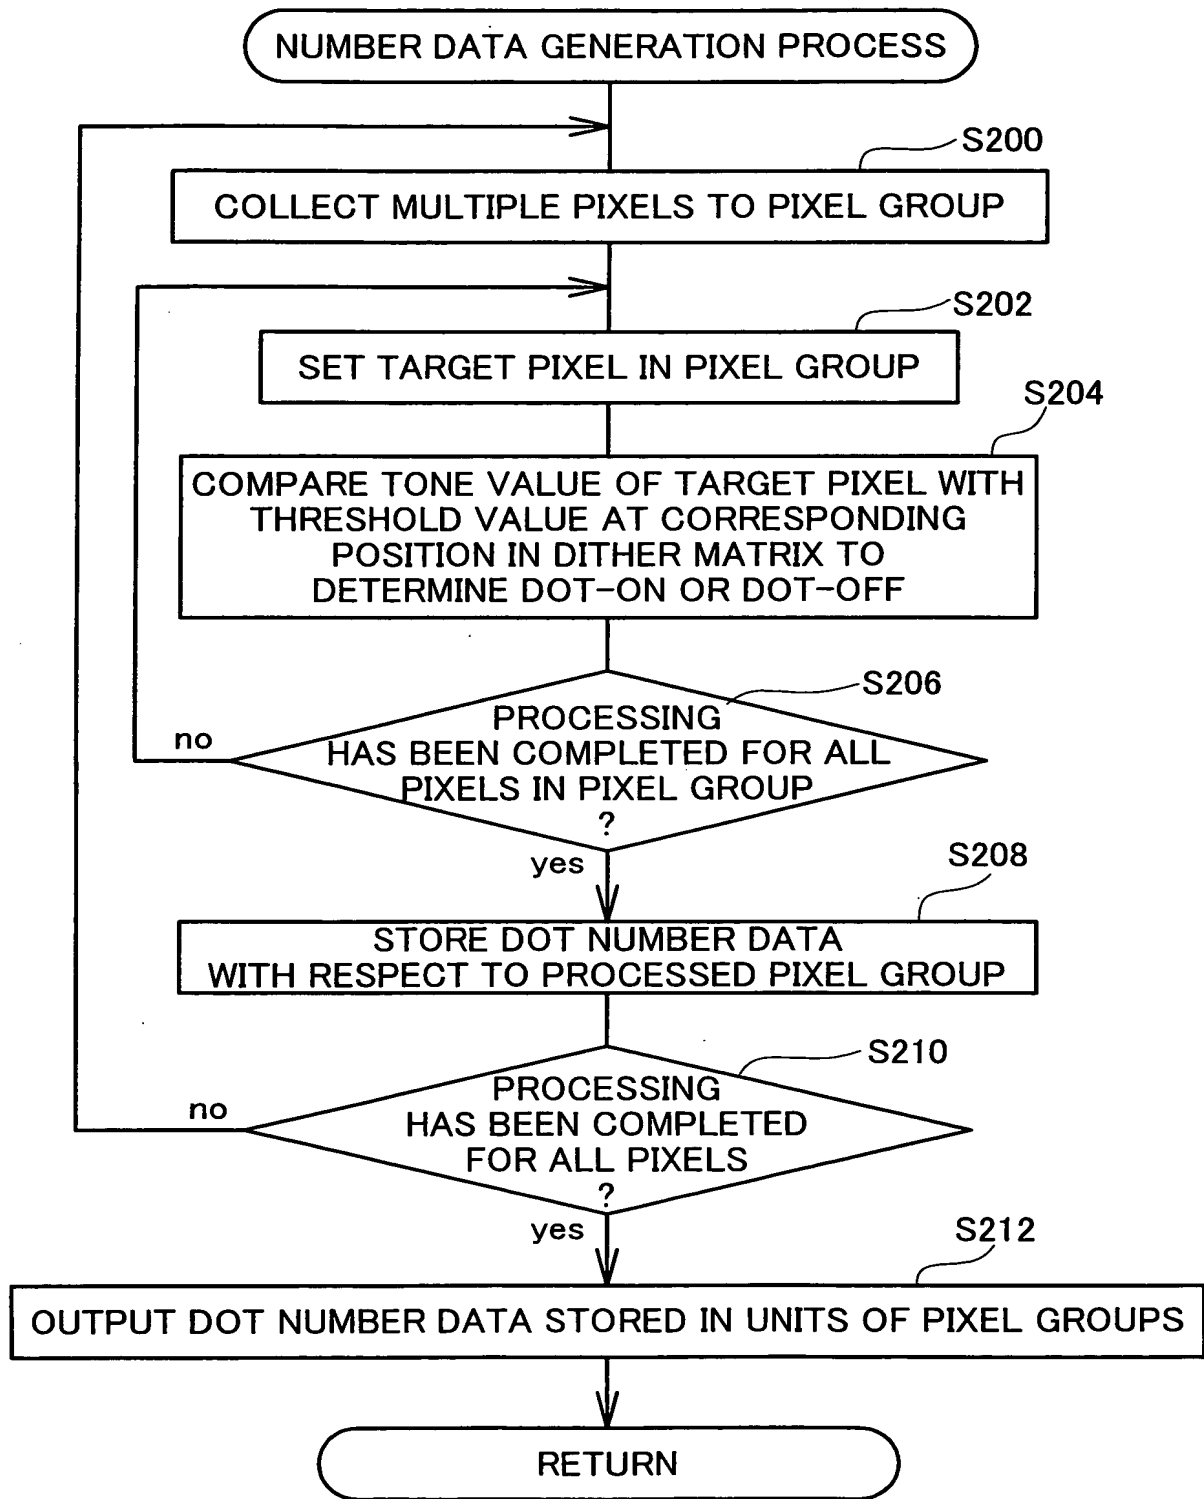 NUMBER DATA GENERATION PROCESS
S200
COLLECT MULTIPLE PIXELS TO PIXEL GROUP
S202
SET TARGET PIXEL IN PIXEL GROUP
S204
COMPARE TONE VALUE OF TARGET PIXEL WITH
THRESHOLD VALUE AT CORRESPONDING
POSITION IN DITHER MATRIX TO
DETERMINE DOT-ON OR DOT-OFF
S206
PROCESSING
HAS BEEN COMPLETED FOR ALL
PIXELS IN PIXEL GROUP
?
no
yes
S208
STORE DOT NUMBER DATA
WITH RESPECT TO PROCESSED PIXEL GROUP
S210
PROCESSING
HAS BEEN COMPLETED
FOR ALL PIXELS
?
no
yes
S212
OUTPUT DOT NUMBER DATA STORED IN UNITS OF PIXEL GROUPS
RETURN